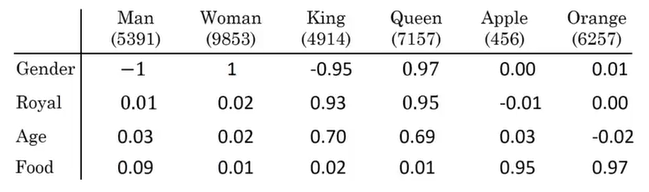 Man Woman King Queen Apple Orange
(5391) (9853) (4914) (7157) (456) (6257)
Gender −1 1 -0.95 0.97 0.00 0.01
Royal 0.01 0.02 0.93 0.95 -0.01 0.00
Age 0.03 0.02 0.70 0.69 0.03 -0.02
Food 0.09 0.01 0.02 0.01 0.95 0.97